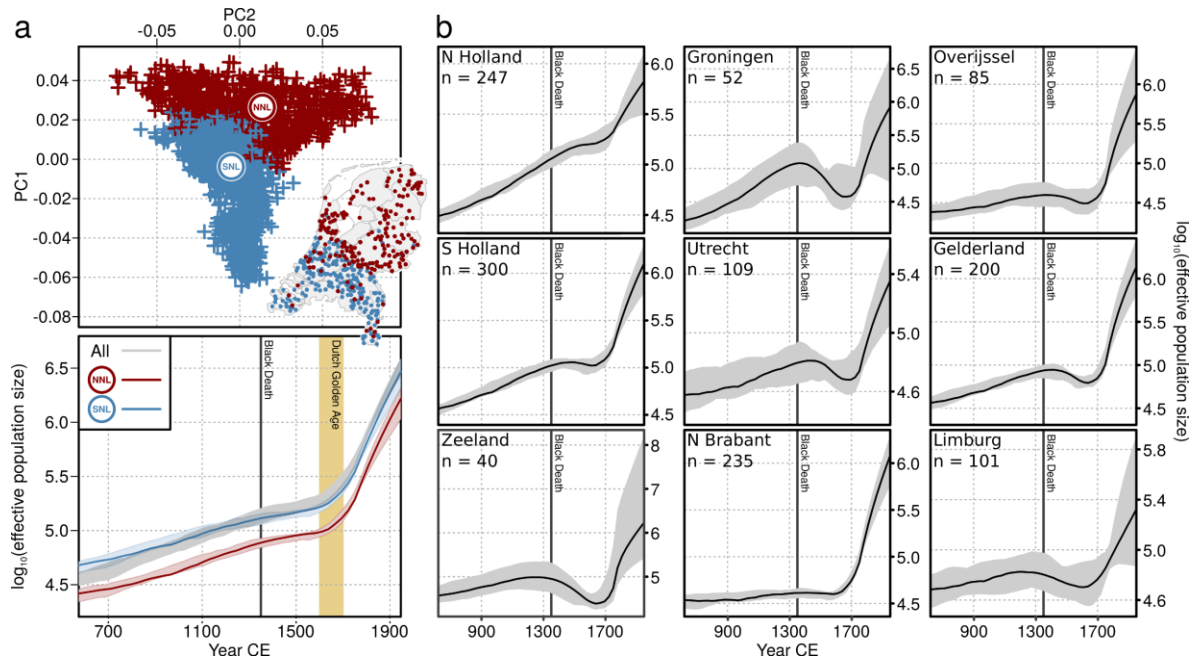 a
PC2
-0.05 0.00 0.05
PC1
0.04
0.02
0.00
-0.02
-0.04
-0.06
-0.08
NNL
SNL
log₁₀(effective population size)
6.5
6.0
5.5
5.0
4.5
All
NNL
SNL
Black Death
Dutch Golden Age
700 1100 1500 1900
Year CE
b
N Holland
n = 247
Black Death
6.0
5.5
5.0
4.5
Groningen
n = 52
Black Death
6.5
6.0
5.5
5.0
4.5
Overijssel
n = 85
Black Death
6.0
5.5
5.0
4.5
S Holland
n = 300
Black Death
6.0
5.5
5.0
4.5
Utrecht
n = 109
Black Death
5.4
5.0
4.6
Gelderland
n = 200
Black Death
6.0
5.5
5.0
4.5
Zeeland
n = 40
Black Death
8
7
6
5
N Brabant
n = 235
Black Death
6.0
5.5
5.0
4.5
Limburg
n = 101
Black Death
5.8
5.4
5.0
4.6
log₁₀(effective population size)
900 1300 1700
900 1300 1700
900 1300 1700
Year CE